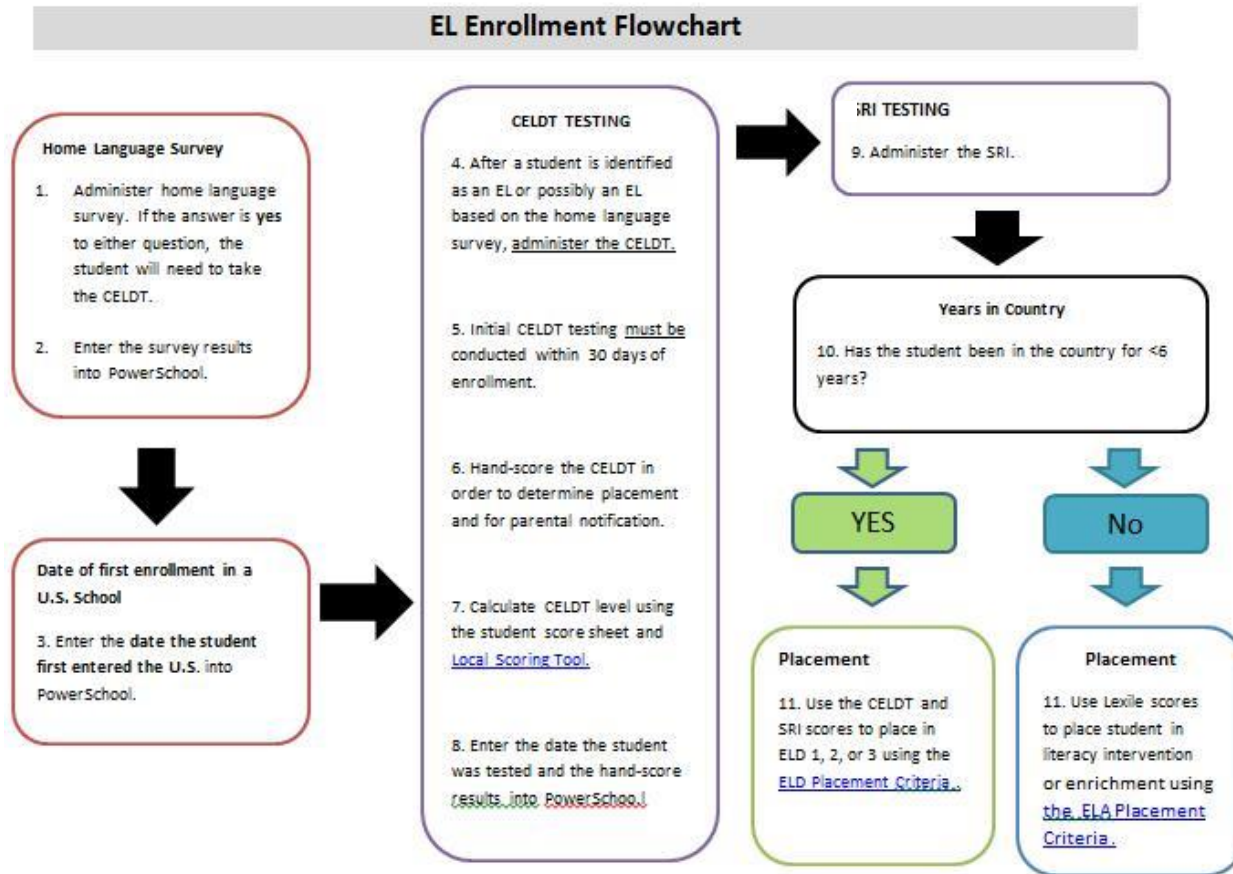 EL Enrollment Flowchart
Home Language Survey
1. Administer home language
survey. If the answer is yes
to either question, the
student will need to take
the CELDT.
2. Enter the survey results
into PowerSchool.
Date of first enrollment in a
U.S. School
3. Enter the date the student
first entered the U.S. into
PowerSchool.
CELDT TESTING
4. After a student is identified
as an EL or possibly an EL
based on the home language
survey, administer the CELDT.
5. Initial CELDT testing must be
conducted within 30 days of
enrollment.
6. Hand-score the CELDT in
order to determine placement
and for parental notification.
7. Calculate CELDT level using
the student score sheet and
Local Scoring Tool.
8. Enter the date the student
was tested and the hand-score
results into PowerSchoo.l
SRI TESTING
9. Administer the SRI.
Years in Country
10. Has the student been in the country for <6
years?
YES
No
Placement
11. Use the CELDT and
SRI scores to place in
ELD 1, 2, or 3 using the
ELD Placement Criteria..
Placement
11. Use Lexile scores
to place student in
literacy intervention
or enrichment using
the ELA Placement
Criteria.